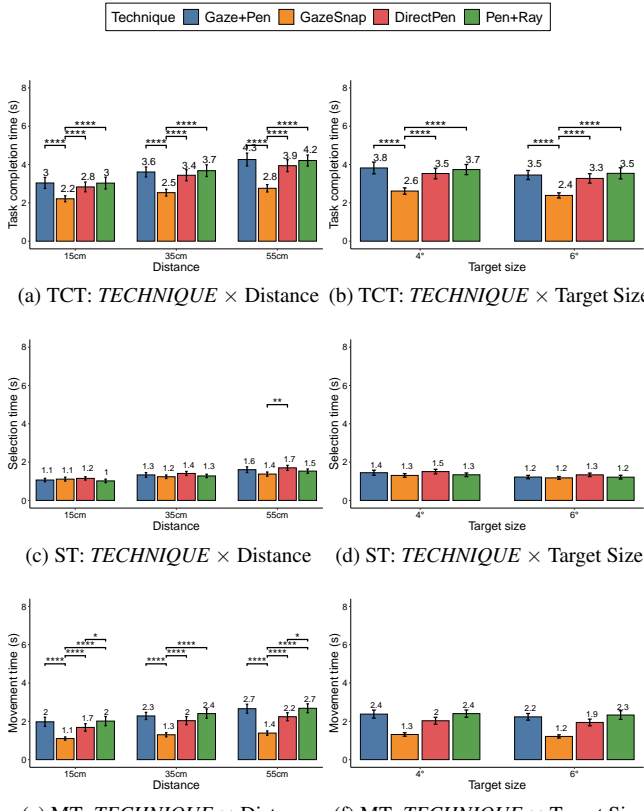 Technique Gaze+Pen GazeSnap DirectPen Pen+Ray
Task completion time (s)
8
6
4
2
0
**** **** ****
3 2.2 2.8 3
**** **** ****
3.6 2.5 3.4 3.7
**** **** ****
4.3 2.8 3.9 4.2
15cm 35cm 55cm
Distance
Task completion time (s)
8
6
4
2
0
**** **** ****
3.8 2.6 3.5 3.7
**** **** ****
3.5 2.4 3.3 3.5
4° 6°
Target size
(a) TCT: TECHNIQUE × Distance (b) TCT: TECHNIQUE × Target Size
Selection time (s)
8
6
4
2
0
**
1.1 1.1 1.2 1
1.3 1.2 1.4 1.3
1.6 1.4 1.7 1.5
15cm 35cm 55cm
Distance
Selection time (s)
8
6
4
2
0
1.4 1.3 1.5 1.3
1.2 1.2 1.3 1.2
4° 6°
Target size
(c) ST: TECHNIQUE × Distance (d) ST: TECHNIQUE × Target Size
Movement time (s)
8
6
4
2
0
* **** **** ****
2 1.1 1.7 2
**** **** ****
2.3 1.3 2 2.4
* **** **** ****
2.7 1.4 2.2 2.7
15cm 35cm 55cm
Distance
Movement time (s)
8
6
4
2
0
2.4 1.3 2 2.4
2.2 1.2 1.9 2.3
4° 6°
Target size